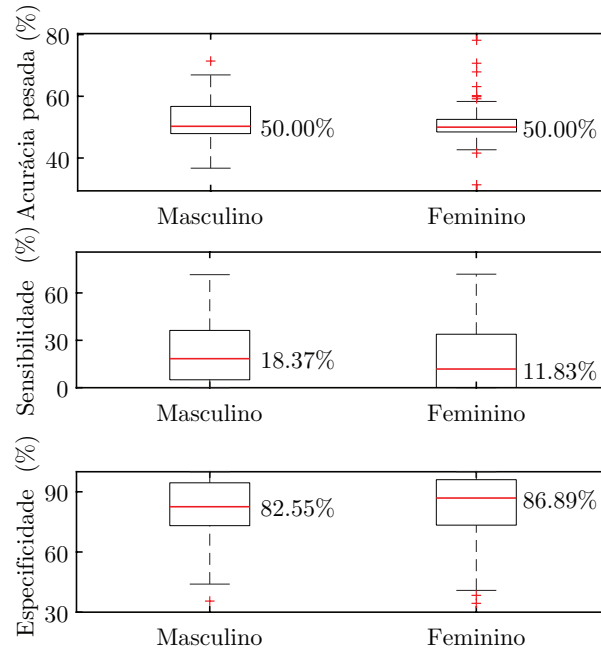 Acurácia pesada (%)
80
60
40
50.00%
50.00%
Masculino
Feminino
Sensibilidade (%)
60
30
0
18.37%
11.83%
Masculino
Feminino
Especificidade (%)
90
60
30
82.55%
86.89%
Masculino
Feminino